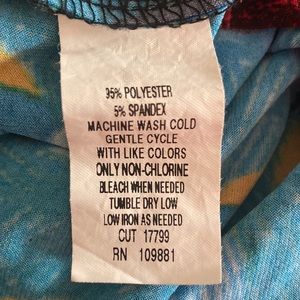 95% POLYESTER
5% SPANDEX
MACHINE WASH COLD
GENTLE CYCLE
WITH LIKE COLORS
ONLY NON-CHLORINE
BLEACH WHEN NEEDED
TUMBLE DRY LOW
LOW IRON AS NEEDED
CUT 17799
RN 109881